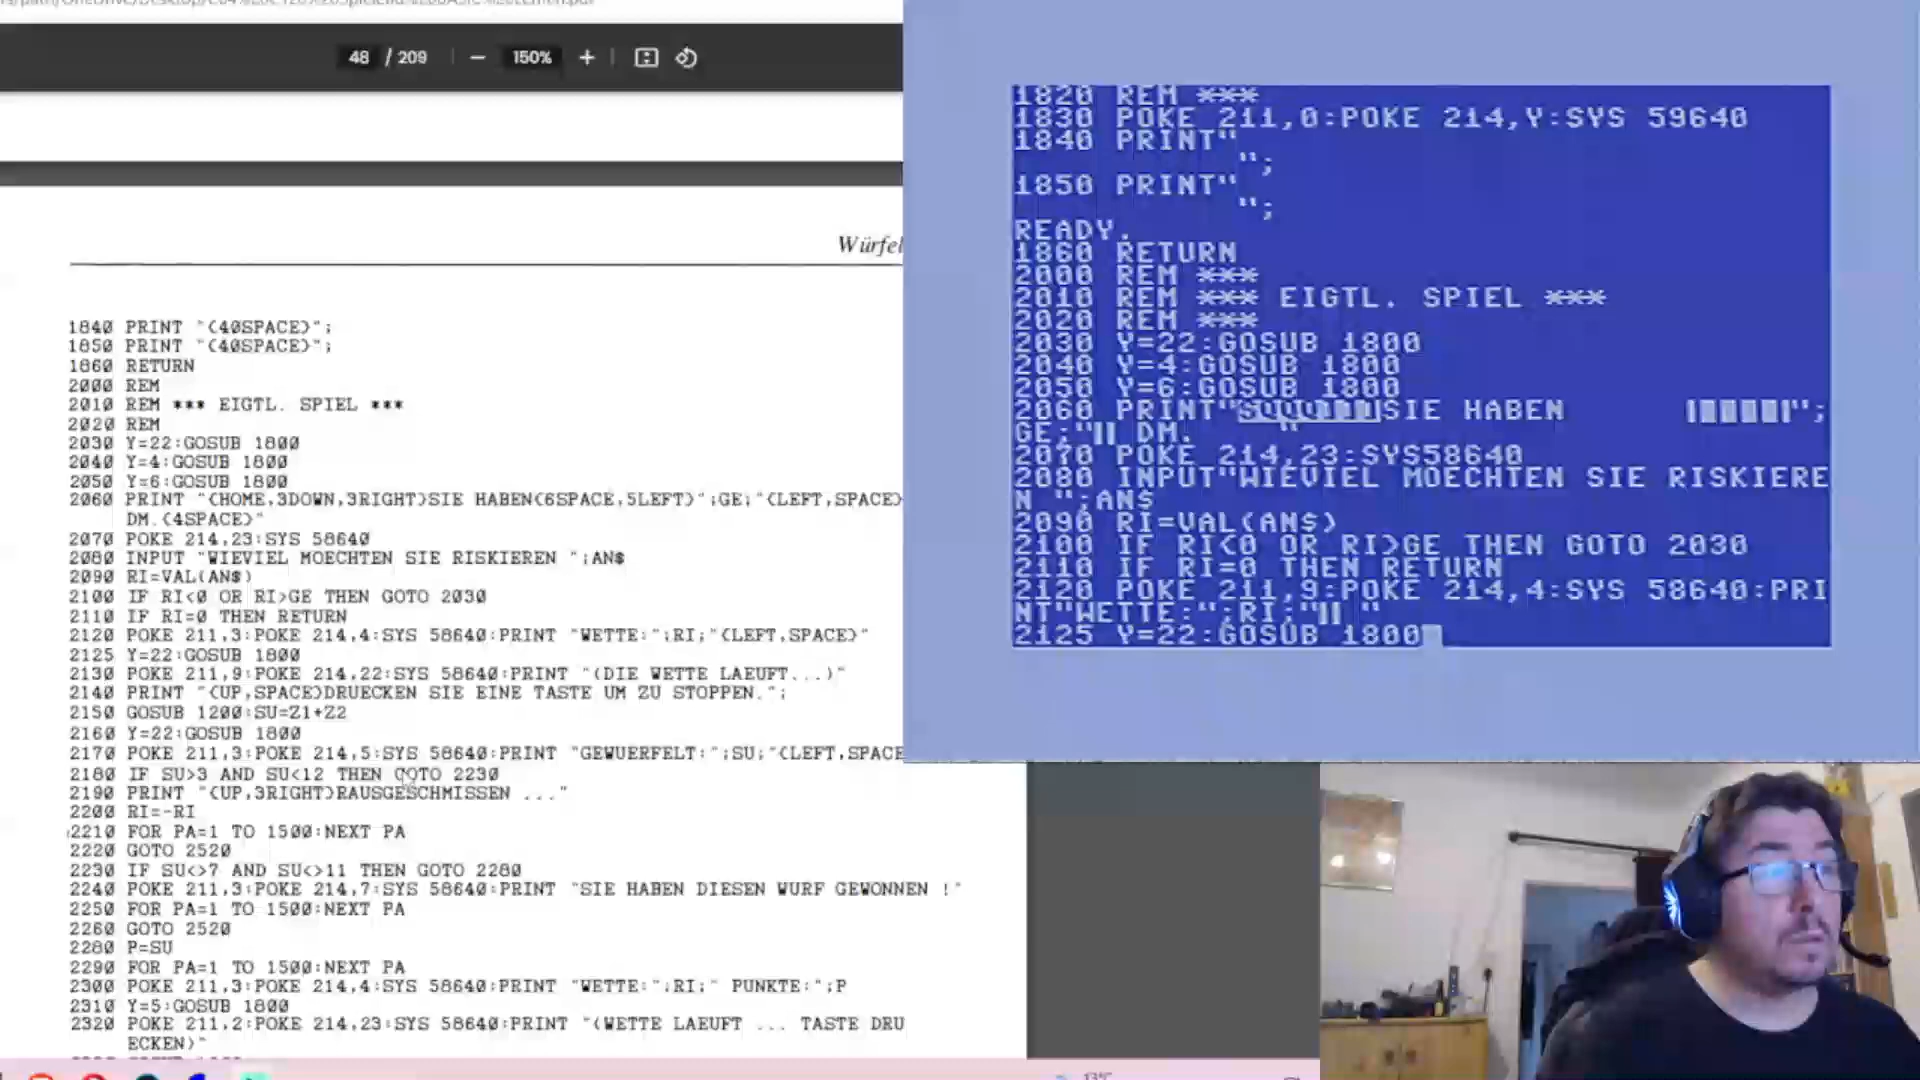 48 / 209
150%
Würfel
1840 PRINT "(40SPACE)";
1850 PRINT "(40SPACE)";
1860 RETURN
2000 REM
2010 REM *** EIGTL. SPIEL ***
2020 REM
2030 Y=22:GOSUB 1800
2040 Y=4:GOSUB 1800
2050 Y=6:GOSUB 1800
2060 PRINT "(HOME,3DOWN,3RIGHT)SIE HABEN(6SPACE,5LEFT)";GE;"(LEFT,SPACE)
DM.(4SPACE)"
2070 POKE 214,23:SYS 58640
2080 INPUT "WIEVIEL MOECHTEN SIE RISKIEREN ";AN$
2090 RI=VAL(AN$)
2100 IF RI<0 OR RI>GE THEN GOTO 2030
2110 IF RI=0 THEN RETURN
2120 POKE 211,3:POKE 214,4:SYS 58640:PRINT "WETTE:";RI;"(LEFT,SPACE)"
2125 Y=22:GOSUB 1800
2130 POKE 211,9:POKE 214,22:SYS 58640:PRINT "(DIE WETTE LAEUFT...)"
2140 PRINT "(UP,SPACE)DRUECKEN SIE EINE TASTE UM ZU STOPPEN.";
2150 GOSUB 1200:SU=Z1+Z2
2160 Y=22:GOSUB 1800
2170 POKE 211,3:POKE 214,5:SYS 58640:PRINT "GEWUERFELT:";SU;"(LEFT,SPACE
2180 IF SU>3 AND SU<12 THEN GOTO 2230
2190 PRINT "(UP,3RIGHT)RAUSGESCHMISSEN ..."
2200 RI=-RI
2210 FOR PA=1 TO 1500:NEXT PA
2220 GOTO 2520
2230 IF SU<>7 AND SU<>11 THEN GOTO 2280
2240 POKE 211,3:POKE 214,7:SYS 58640:PRINT "SIE HABEN DIESEN WURF GEWONNEN !"
2250 FOR PA=1 TO 1500:NEXT PA
2260 GOTO 2520
2280 P=SU
2290 FOR PA=1 TO 1500:NEXT PA
2300 POKE 211,3:POKE 214,4:SYS 58640:PRINT "WETTE:";RI;" PUNKTE:";P
2310 Y=5:GOSUB 1800
2320 POKE 211,2:POKE 214,23:SYS 58640:PRINT "(WETTE LAEUFT ... TASTE DRU
ECKEN)"
1820 REM ***
1830 POKE 211,0:POKE 214,Y:SYS 59640
1840 PRINT"
";
1850 PRINT"
";
READY.
1860 RETURN
2000 REM ***
2010 REM *** EIGTL. SPIEL ***
2020 REM ***
2030 Y=22:GOSUB 1800
2040 Y=4:GOSUB 1800
2050 Y=6:GOSUB 1800
2060 PRINT"SIE HABEN ";
GE;" DM. "
2070 POKE 214,23:SYS58640
2080 INPUT"WIEVIEL MOECHTEN SIE RISKIERE
N ";AN$
2090 RI=VAL(AN$)
2100 IF RI<0 OR RI>GE THEN GOTO 2030
2110 IF RI=0 THEN RETURN
2120 POKE 211,9:POKE 214,4:SYS 58640:PRI
NT"WETTE:";RI;" "
2125 Y=22:GOSUB 1800